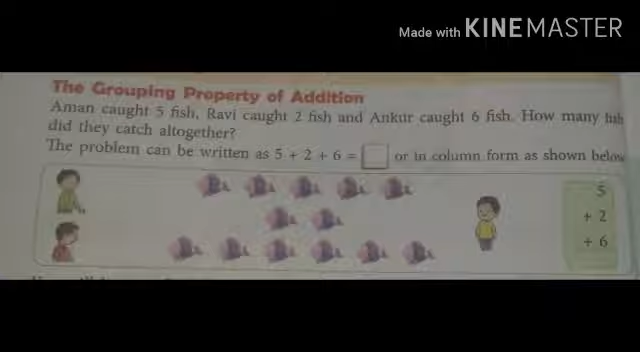 Made with KINEMASTER
The Grouping Property of Addition
Aman caught 5 fish, Ravi caught 2 fish and Ankur caught 6 fish. How many fish
did they catch altogether?
The problem can be written as 5 + 2 + 6 = or in column form as shown below
5
+ 2
+ 6